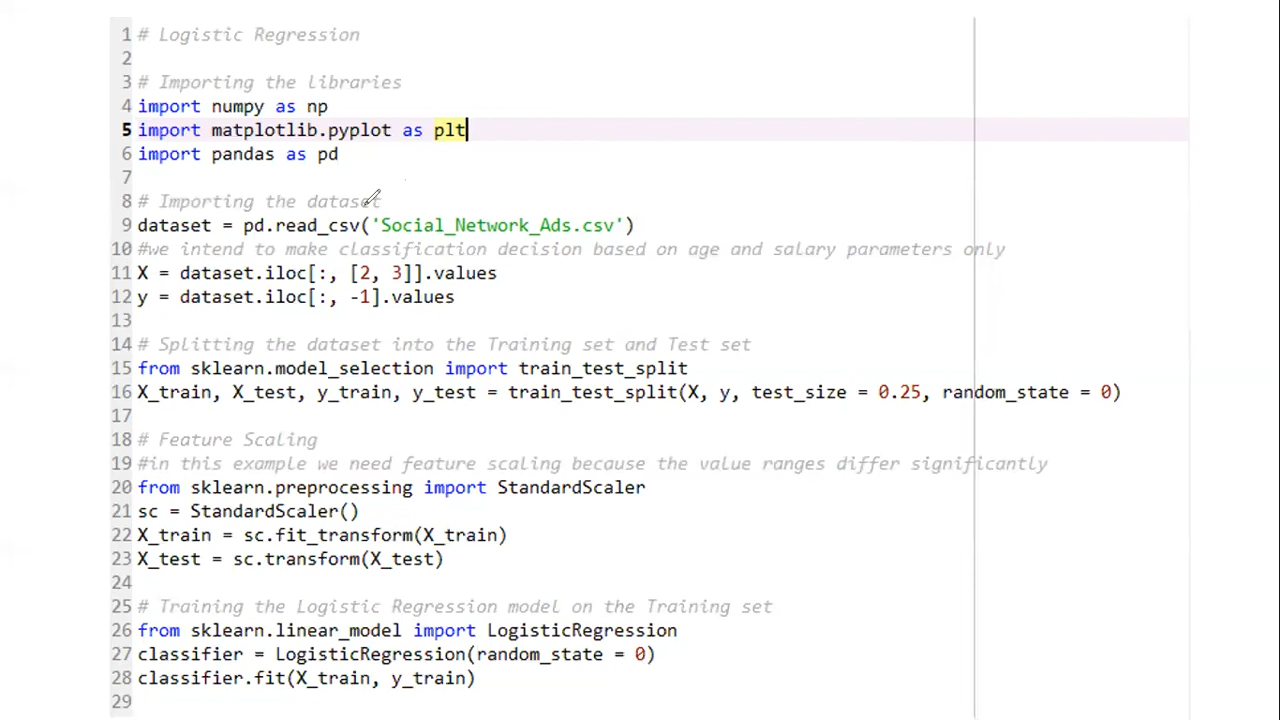 1 # Logistic Regression
2
3 # Importing the libraries
4 import numpy as np
5 import matplotlib.pyplot as plt
6 import pandas as pd
7
8 # Importing the dataset
9 dataset = pd.read_csv('Social_Network_Ads.csv')
10 #we intend to make classification decision based on age and salary parameters only
11 X = dataset.iloc[:, [2, 3]].values
12 y = dataset.iloc[:, -1].values
13
14 # Splitting the dataset into the Training set and Test set
15 from sklearn.model_selection import train_test_split
16 X_train, X_test, y_train, y_test = train_test_split(X, y, test_size = 0.25, random_state = 0)
17
18 # Feature Scaling
19 #in this example we need feature scaling because the value ranges differ significantly
20 from sklearn.preprocessing import StandardScaler
21 sc = StandardScaler()
22 X_train = sc.fit_transform(X_train)
23 X_test = sc.transform(X_test)
24
25 # Training the Logistic Regression model on the Training set
26 from sklearn.linear_model import LogisticRegression
27 classifier = LogisticRegression(random_state = 0)
28 classifier.fit(X_train, y_train)
29